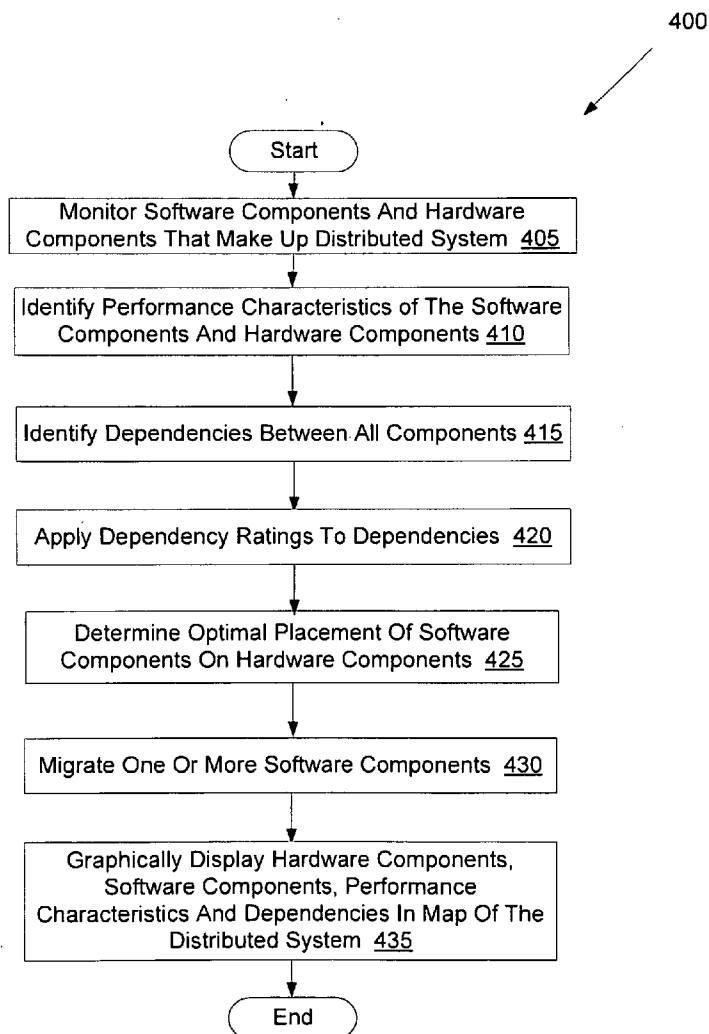 400
Start
Monitor Software Components And Hardware
Components That Make Up Distributed System 405
Identify Performance Characteristics of The Software
Components And Hardware Components 410
Identify Dependencies Between All Components 415
Apply Dependency Ratings To Dependencies 420
Determine Optimal Placement Of Software
Components On Hardware Components 425
Migrate One Or More Software Components 430
Graphically Display Hardware Components,
Software Components, Performance
Characteristics And Dependencies In Map Of The
Distributed System 435
End